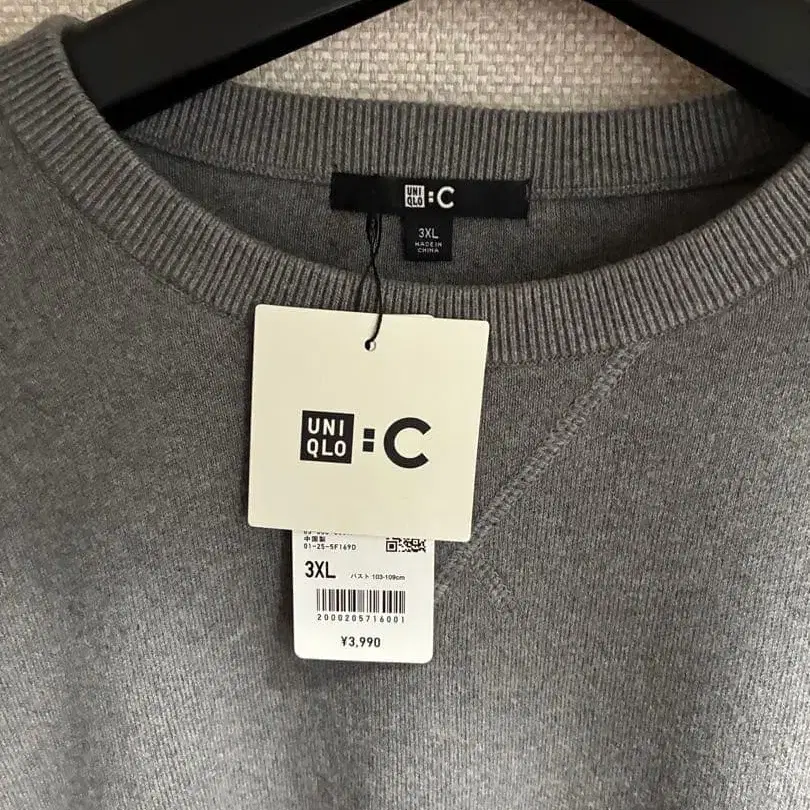 UNI
QLO : C
3XL
MADE IN
CHINA
UNI
QLO : C
中国製
01-25-5F169D
3XL バスト 103-109cm
2000205716001
¥3,990